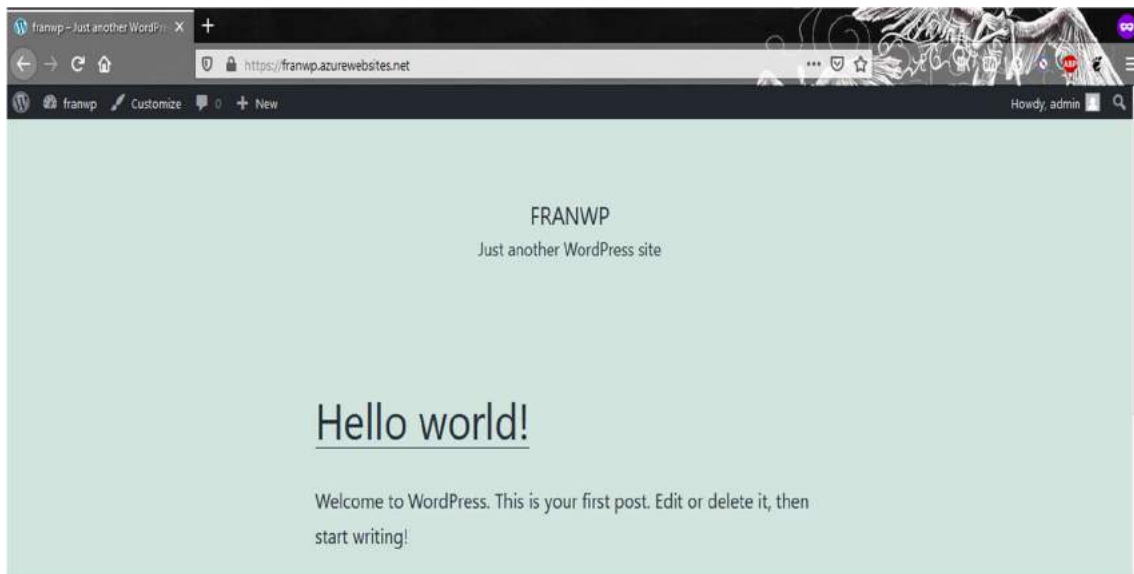 franwp – Just another WordPr
https://franwp.azurewebsites.net
franwp Customize 0 New Howdy, admin
FRANWP
Just another WordPress site
Hello world!
Welcome to WordPress. This is your first post. Edit or delete it, then
start writing!